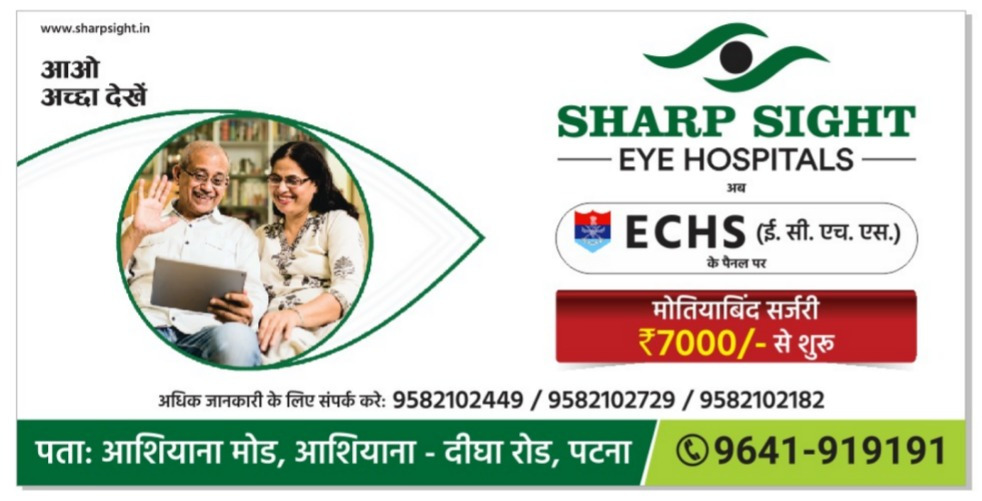 www.sharpsight.in
आओ
अच्छा देखें
SHARP SIGHT
EYE HOSPITALS
अब
ECHS (ई. सी. एच. एस.)
के पैनल पर
मोतियाबिंद सर्जरी
₹7000/- से शुरू
अधिक जानकारी के लिए संपर्क करे: 9582102449 / 9582102729 / 9582102182
पता: आशियाना मोड, आशियाना - दीघा रोड, पटना
9641-919191